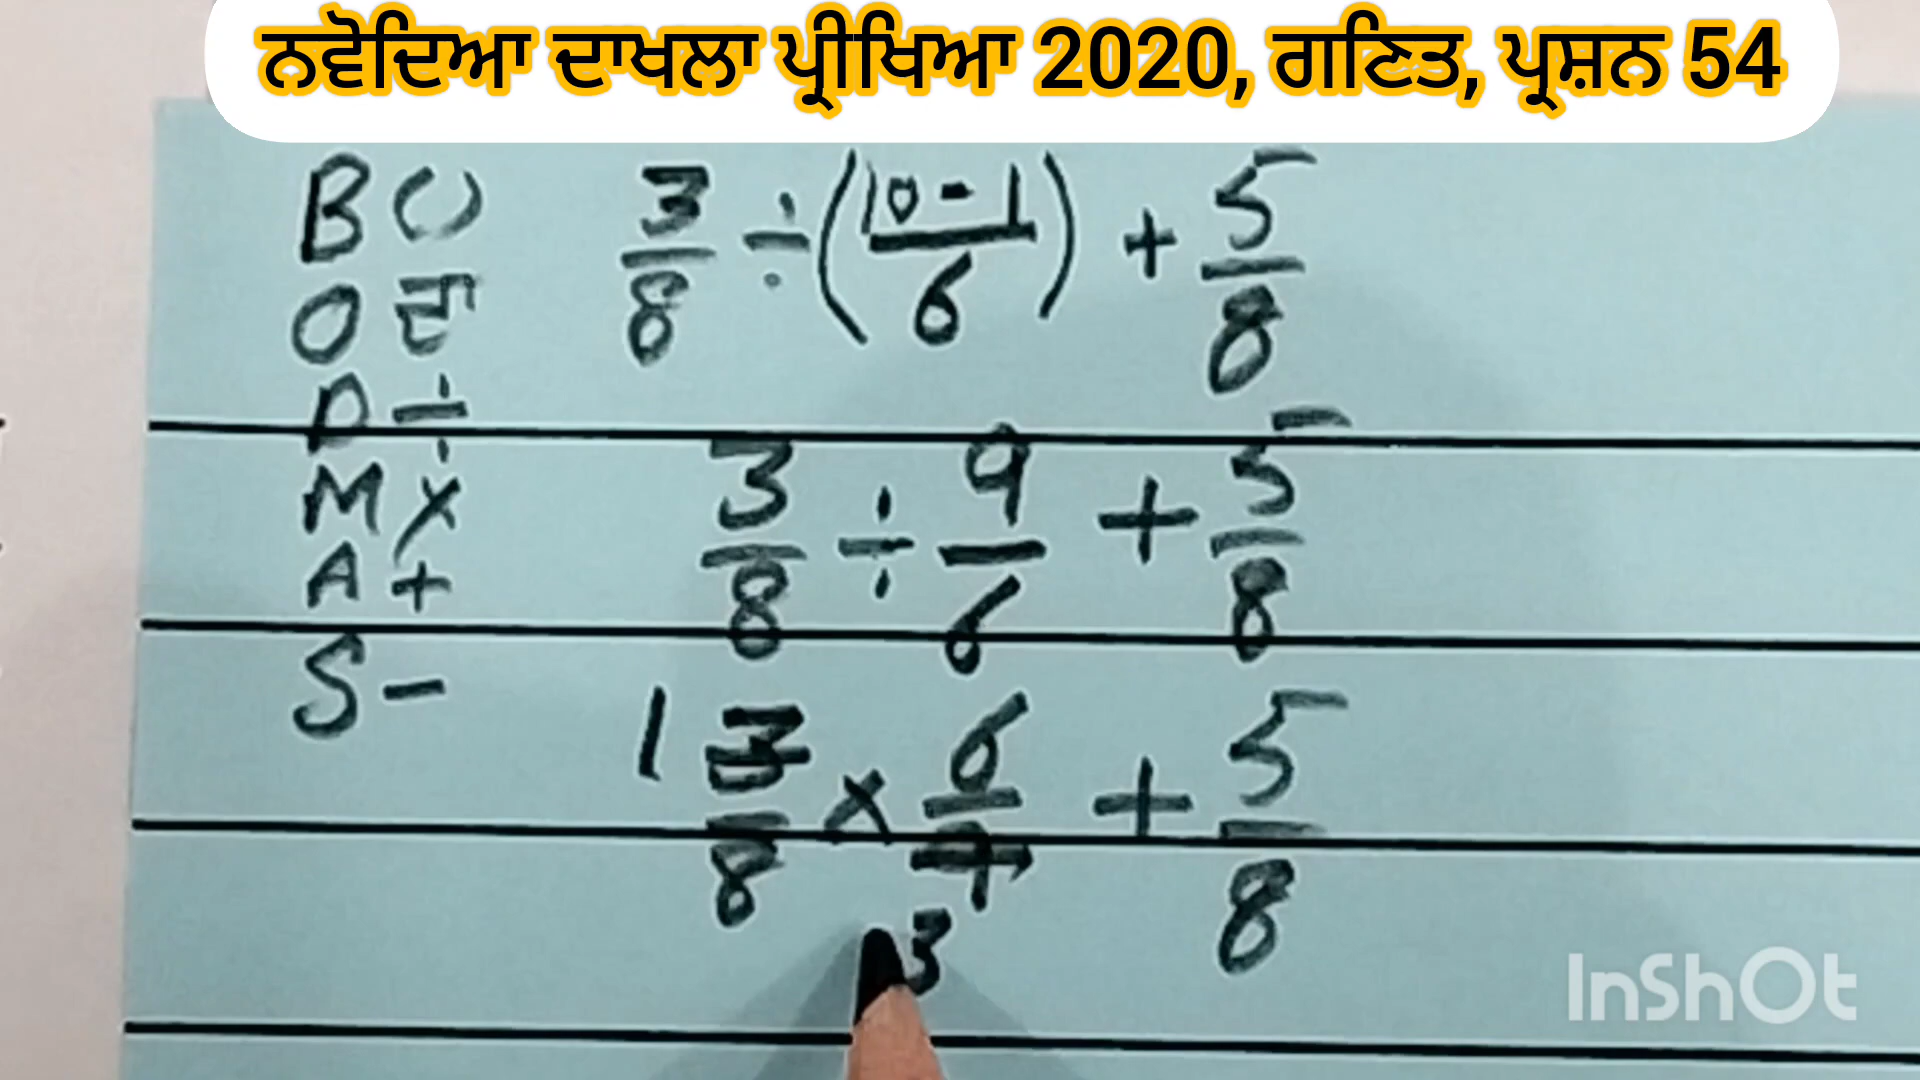 ਨਵੋਦਿਆ ਦਾਖਲਾ ਪ੍ਰੀਖਿਆ 2020, ਗਣਿਤ, ਪ੍ਰਸ਼ਨ 54
B () 3/8 ÷ (10-1/6) + 5/8
O ਦਾ
D ÷
3/8 ÷ 9/6 + 5/8
M ×
A +
S -
1 3/8 × 6/9 + 5/8
3
InShOt